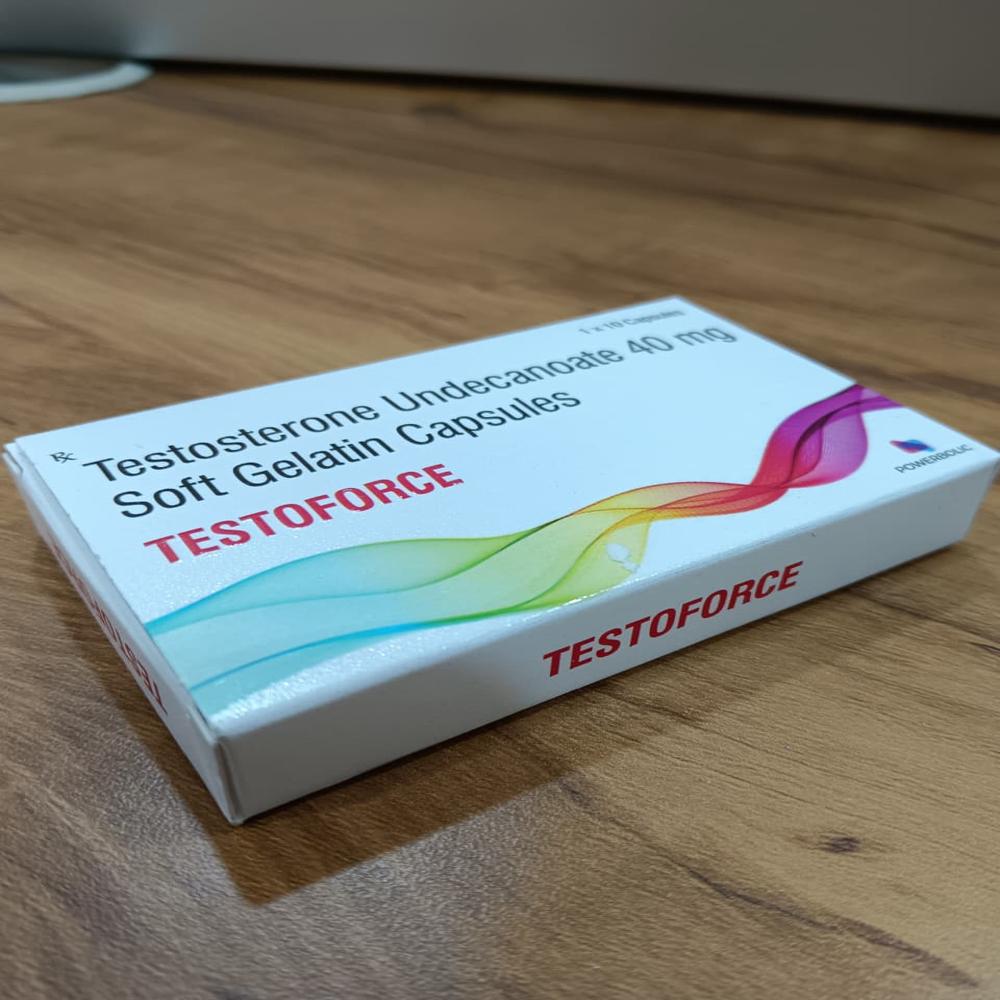 1 x 10 Capsules
℞ Testosterone Undecanoate 40 mg
Soft Gelatin Capsules
TESTOFORCE
POWERBOLIC
TESTOFORCE